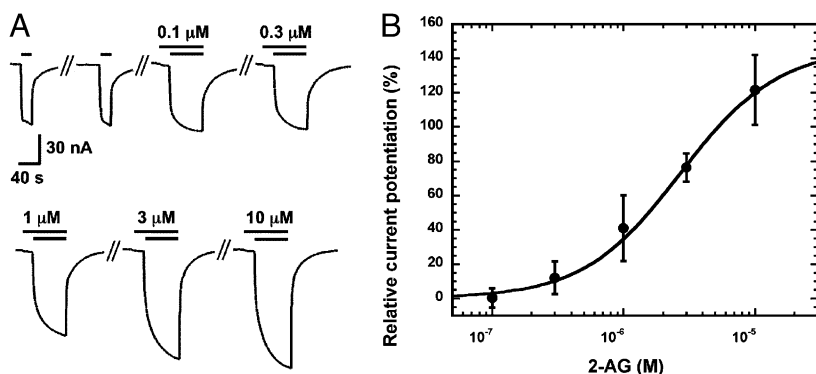 A
0.1 μM
0.3 μM
30 nA
40 s
1 μM
3 μM
10 μM
B
Relative current potentiation (%)
160
140
120
100
80
60
40
20
0
10⁻⁷
10⁻⁶
10⁻⁵
2-AG (M)